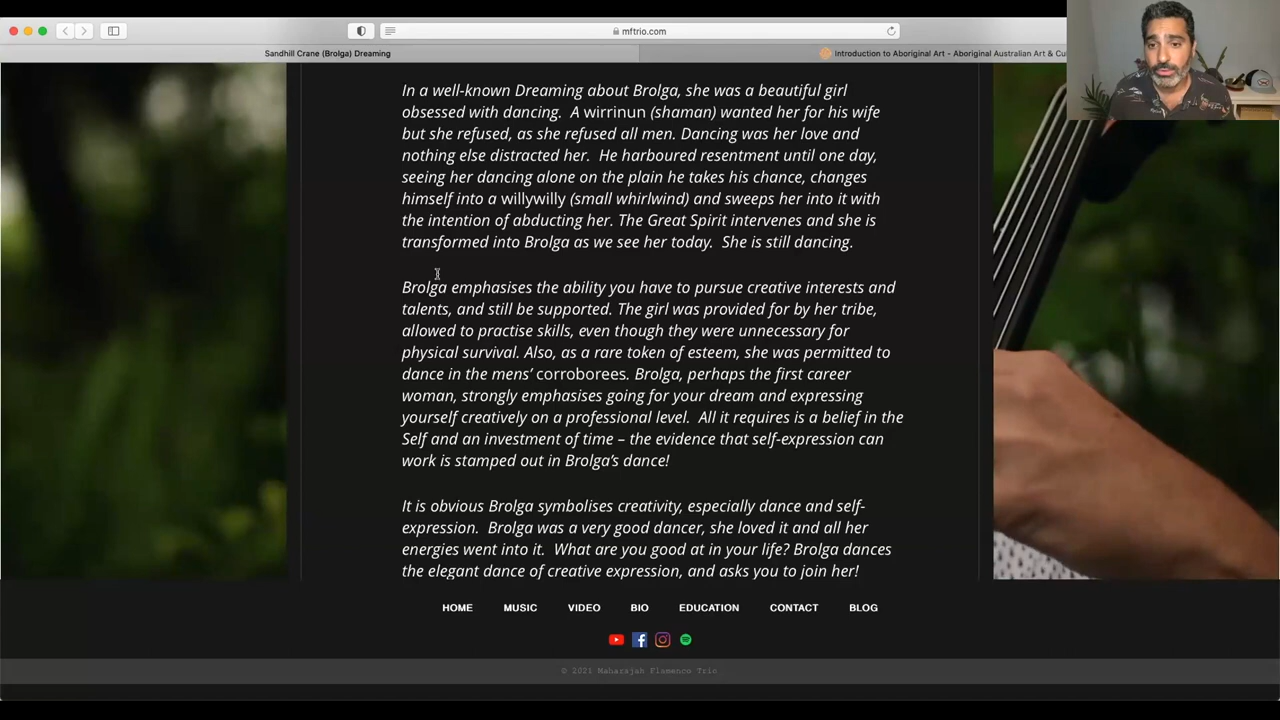 mftrio.com
Sandhill Crane (Brolga) Dreaming
Introduction to Aboriginal Art - Aboriginal Australian Art & Cu
In a well-known Dreaming about Brolga, she was a beautiful girl
obsessed with dancing. A wirrinun (shaman) wanted her for his wife
but she refused, as she refused all men. Dancing was her love and
nothing else distracted her. He harboured resentment until one day,
seeing her dancing alone on the plain he takes his chance, changes
himself into a willywilly (small whirlwind) and sweeps her into it with
the intention of abducting her. The Great Spirit intervenes and she is
transformed into Brolga as we see her today. She is still dancing.
Brolga emphasises the ability you have to pursue creative interests and
talents, and still be supported. The girl was provided for by her tribe,
allowed to practise skills, even though they were unnecessary for
physical survival. Also, as a rare token of esteem, she was permitted to
dance in the mens’ corroborees. Brolga, perhaps the first career
woman, strongly emphasises going for your dream and expressing
yourself creatively on a professional level. All it requires is a belief in the
Self and an investment of time – the evidence that self-expression can
work is stamped out in Brolga’s dance!
It is obvious Brolga symbolises creativity, especially dance and self-
expression. Brolga was a very good dancer, she loved it and all her
energies went into it. What are you good at in your life? Brolga dances
the elegant dance of creative expression, and asks you to join her!
HOME MUSIC VIDEO BIO EDUCATION CONTACT BLOG
© 2021 Maharajah Flamenco Trio